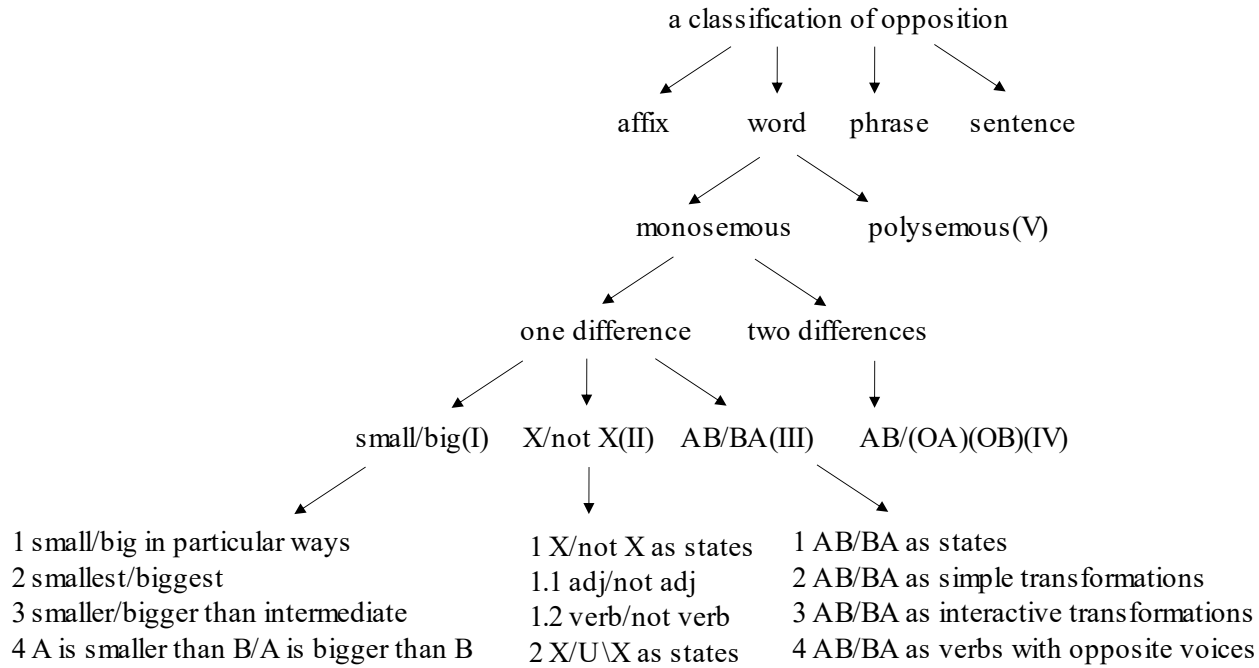 a classification of opposition
affix word phrase sentence
monosemous polysemous(V)
one difference two differences
small/big(I) X/not X(II) AB/BA(III) AB/(OA)(OB)(IV)
1 small/big in particular ways
2 smallest/biggest
3 smaller/bigger than intermediate
4 A is smaller than B/A is bigger than B
1 X/not X as states
1.1 adj/not adj
1.2 verb/not verb
2 X/U\X as states
1 AB/BA as states
2 AB/BA as simple transformations
3 AB/BA as interactive transformations
4 AB/BA as verbs with opposite voices